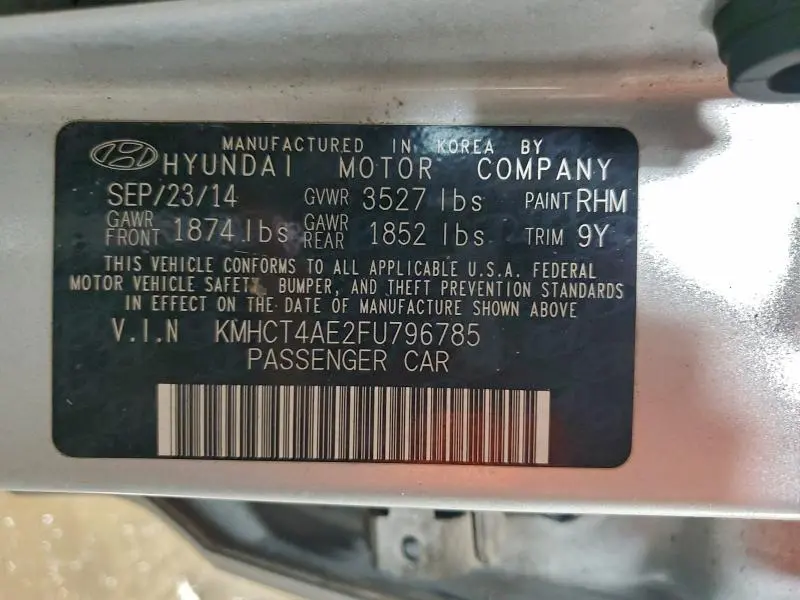 MANUFACTURED IN KOREA BY
HYUNDAI MOTOR COMPANY
SEP/23/14 GVWR 3527 lbs PAINT RHM
GAWR FRONT 1874 lbs GAWR REAR 1852 lbs TRIM 9Y
THIS VEHICLE CONFORMS TO ALL APPLICABLE U.S.A. FEDERAL
MOTOR VEHICLE SAFETY, BUMPER, AND THEFT PREVENTION STANDARDS
IN EFFECT ON THE DATE OF MANUFACTURE SHOWN ABOVE
V.I.N KMHCT4AE2FU796785
PASSENGER CAR